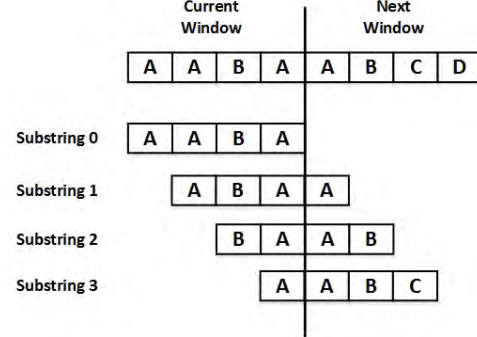 Current Next
Window Window
A A B A A B C D
Substring 0 A A B A
Substring 1 A B A A
Substring 2 B A A B
Substring 3 A A B C